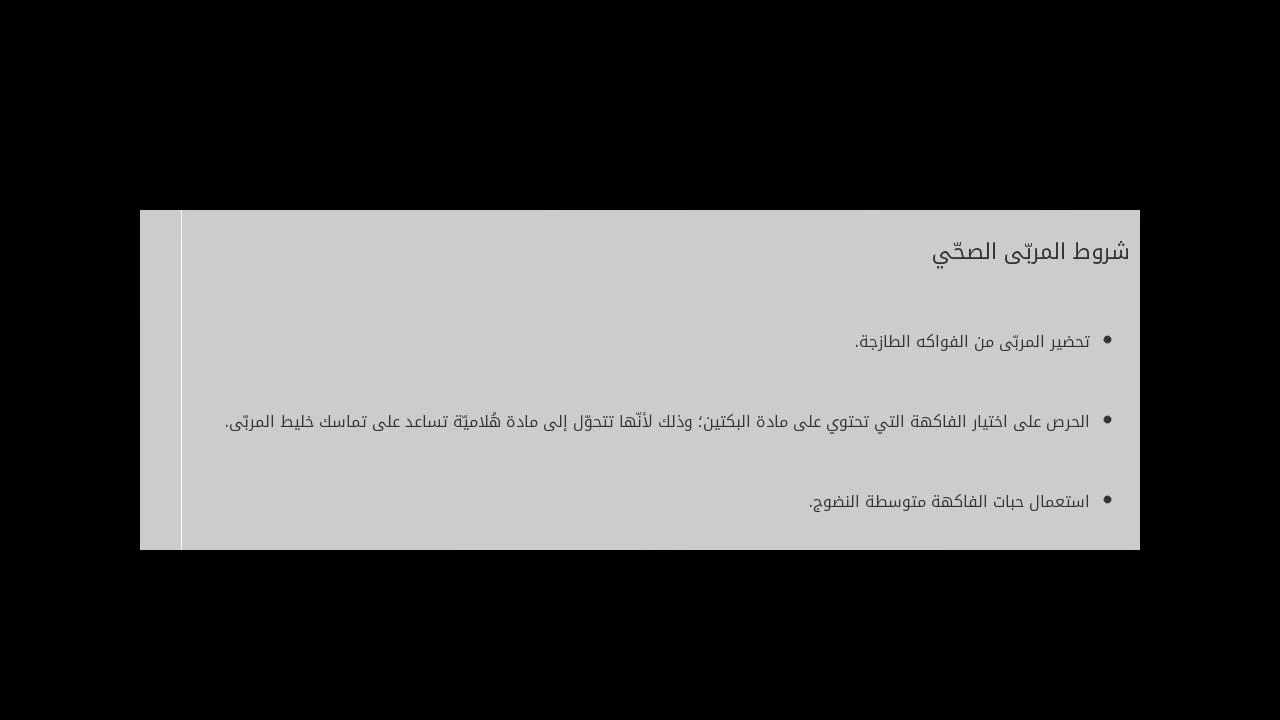 شروط المربّى الصحّي
تحضير المربّى من الفواكه الطازجة.
الحرص على اختيار الفاكهة التي تحتوي على مادة البكتين؛ وذلك لأنّها تتحوّل إلى مادة هُلاميّة تساعد على تماسك خليط المربّى.
استعمال حبات الفاكهة متوسطة النضوج.